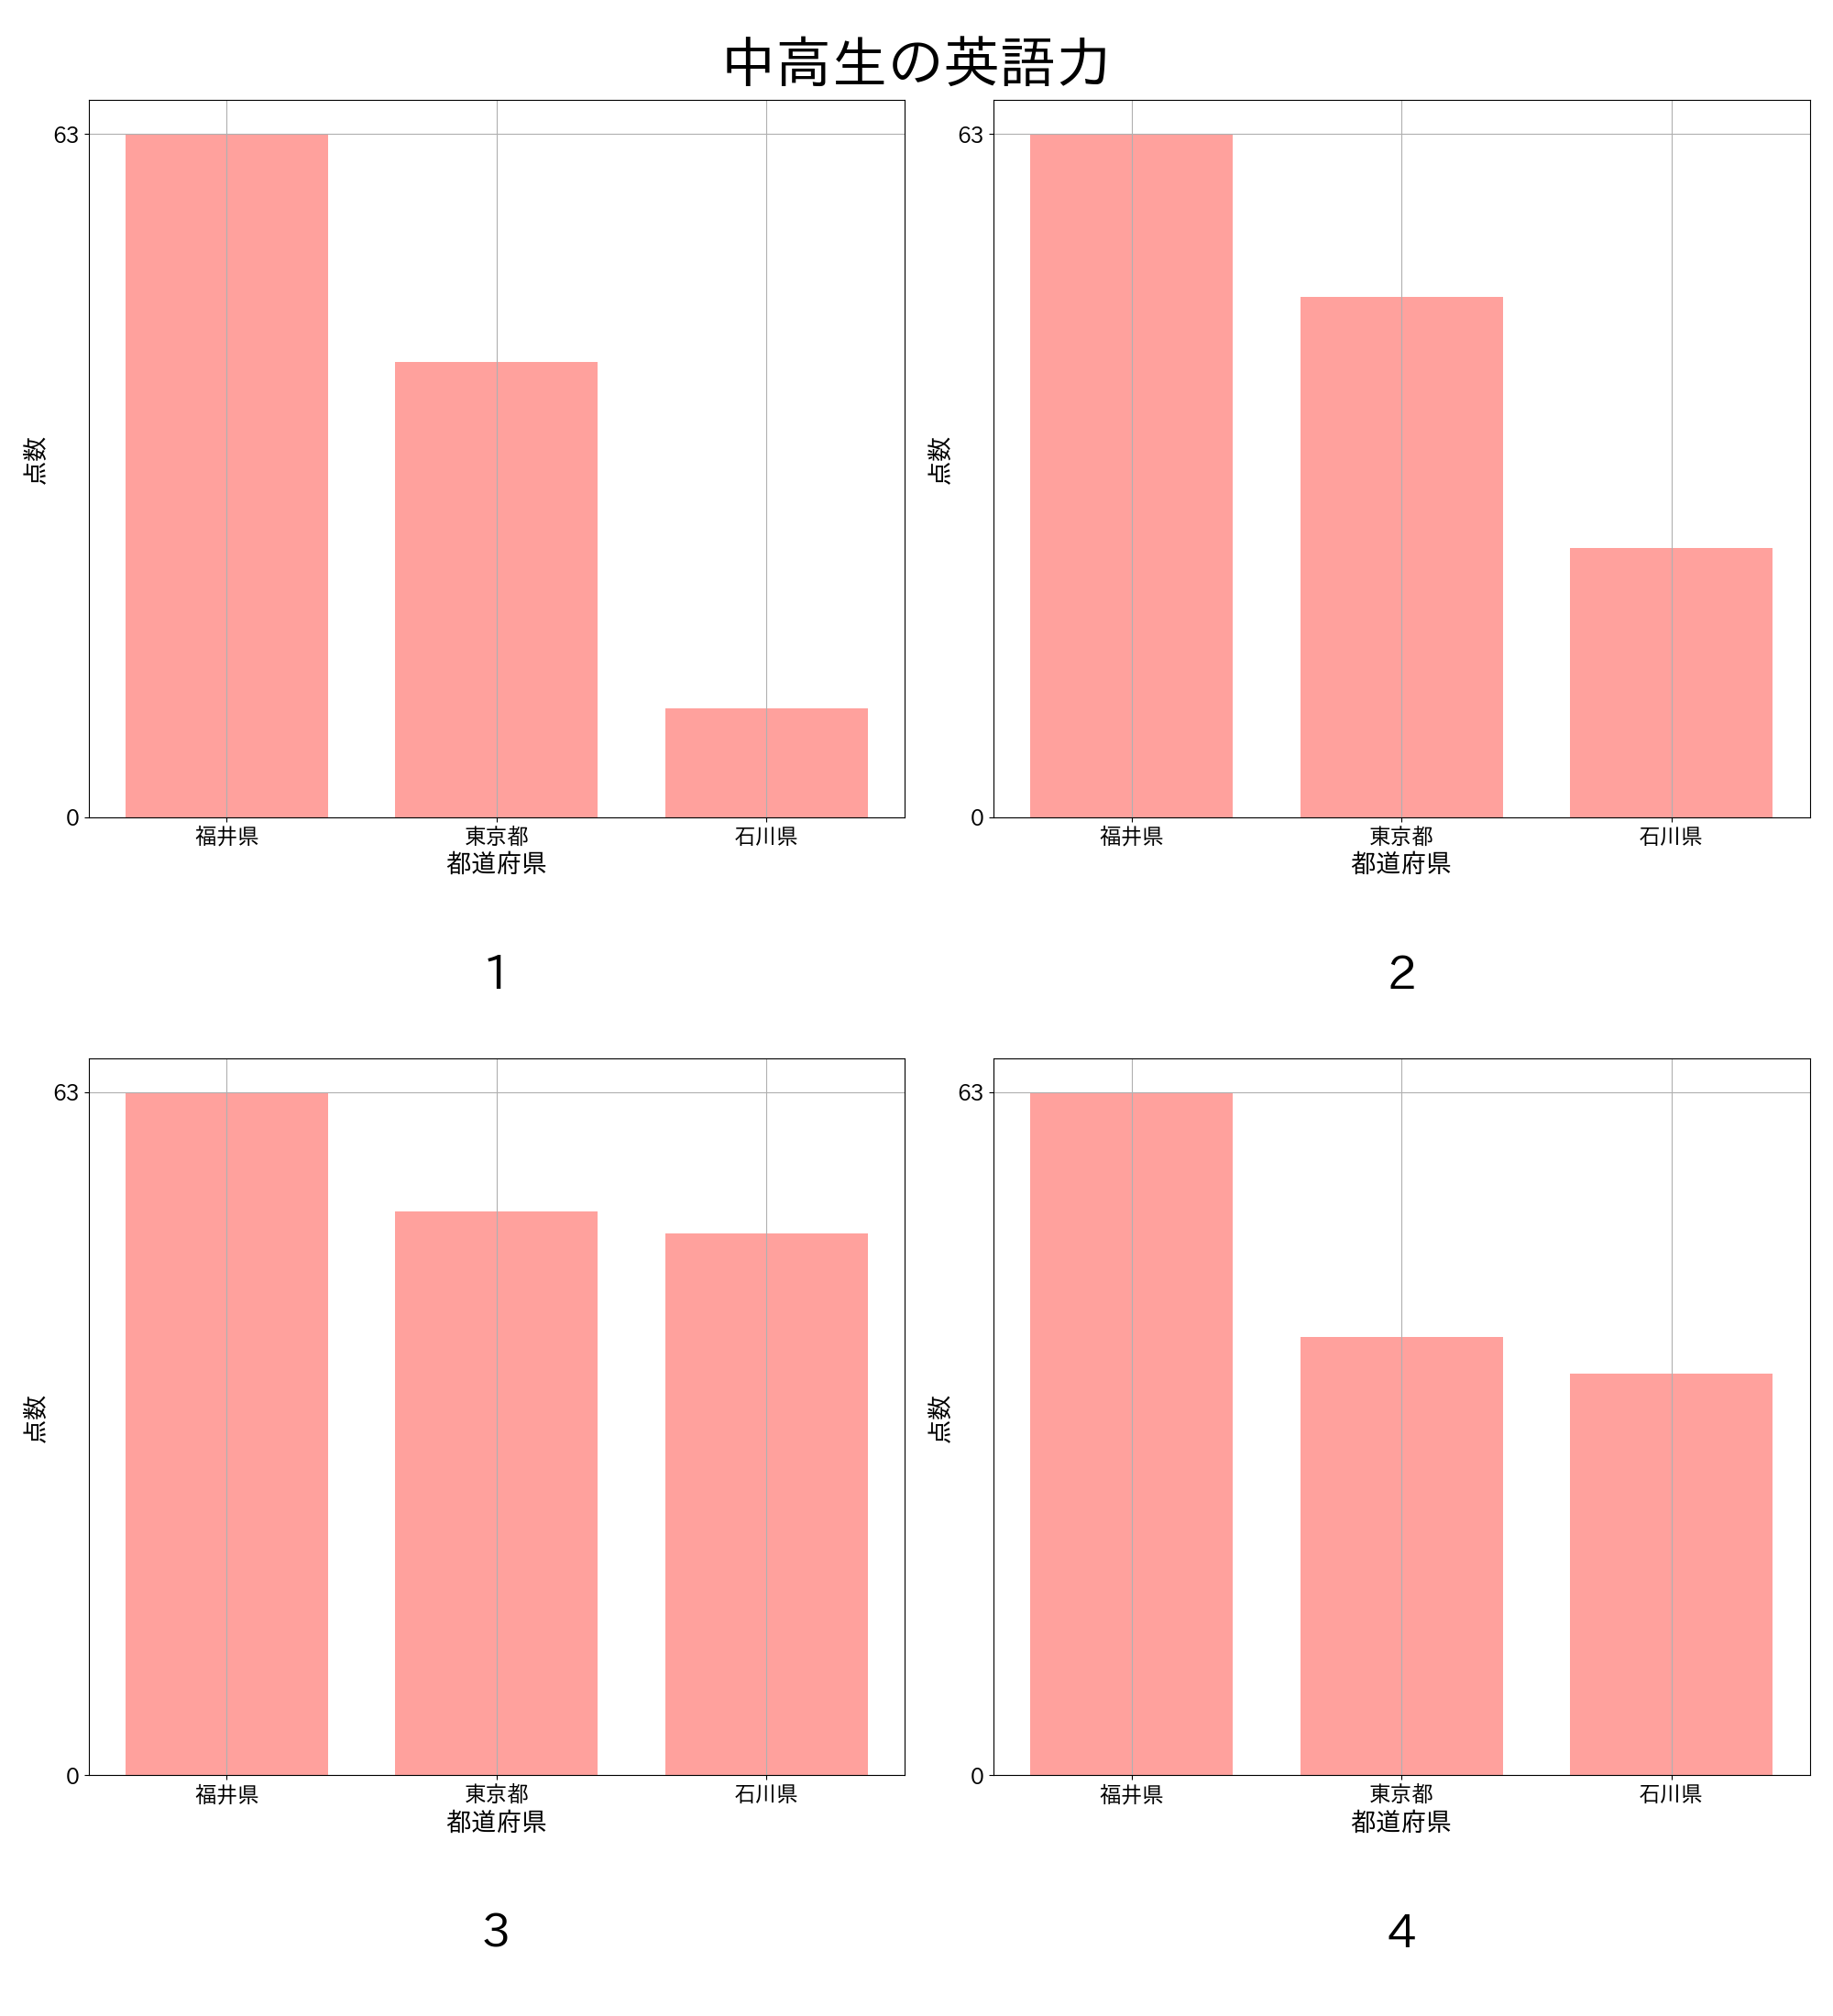 中高生の英語力
63
0
点数
福井県 東京都 石川県
都道府県
1
63
0
点数
福井県 東京都 石川県
都道府県
2
63
0
点数
福井県 東京都 石川県
都道府県
3
63
0
点数
福井県 東京都 石川県
都道府県
4